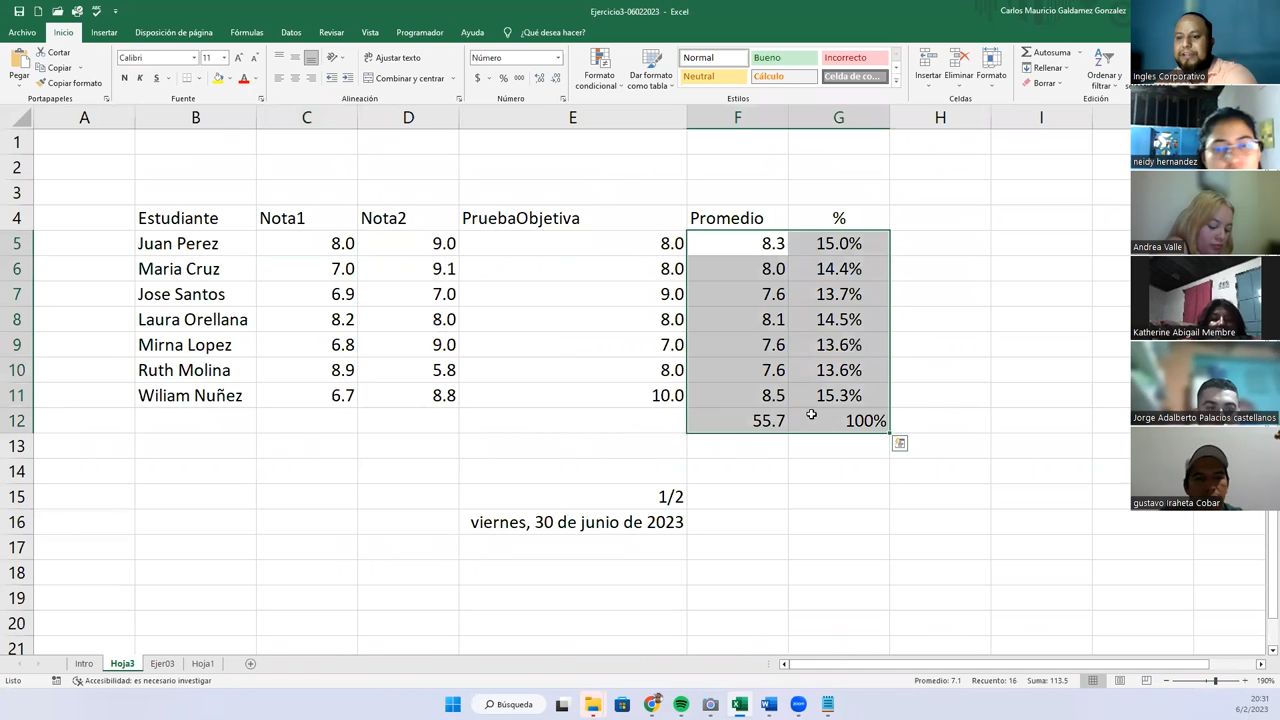 Ejercicio3-06022023 - Excel
Carlos Mauricio Galdamez Gonzalez
Archivo Inicio Insertar Disposición de página Fórmulas Datos Revisar Vista Programador Ayuda ¿Qué desea hacer?
Pegar
Cortar
Copiar
Copiar formato
Portapapeles
Calibri 11
N K S
Fuente
Ajustar texto
Combinar y centrar
Alineación
Número
$ % 000
Número
Formato condicional
Dar formato como tabla
Normal Bueno Incorrecto
Neutral Cálculo Celda de co...
Estilos
Insertar Eliminar Formato
Celdas
Autosuma
Rellenar
Borrar
Ordenar y filtrar
Edición
A B C D E F G H I
1
2
3
4 Estudiante Nota1 Nota2 PruebaObjetiva Promedio %
5 Juan Perez 8.0 9.0 8.0 8.3 15.0%
6 Maria Cruz 7.0 9.1 8.0 8.0 14.4%
7 Jose Santos 6.9 7.0 9.0 7.6 13.7%
8 Laura Orellana 8.2 8.0 8.0 8.1 14.5%
9 Mirna Lopez 6.8 9.0 7.0 7.6 13.6%
10 Ruth Molina 8.9 5.8 8.0 7.6 13.6%
11 Wiliam Nuñez 6.7 8.8 10.0 8.5 15.3%
12 55.7 100%
13
14
15 1/2
16 viernes, 30 de junio de 2023
17
18
19
20
21
Intro Hoja3 Ejer03 Hoja1
Listo Accesibilidad: es necesario investigar Promedio: 7.1 Recuento: 16 Suma: 113.5 190%
Búsqueda
20:31
6/2/2023
Ingles Corporativo
neidy hernandez
Andrea Valle
Katherine Abigail Membre
Jorge Adalberto Palacios castellanos
gustavo Iraheta Cobar